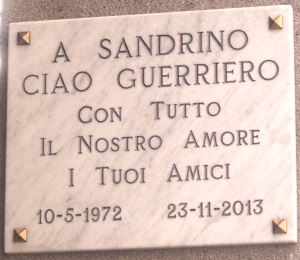 A SANDRINO
CIAO GUERRIERO
CON TUTTO
IL NOSTRO AMORE
I TUOI AMICI
10-5-1972 23-11-2013